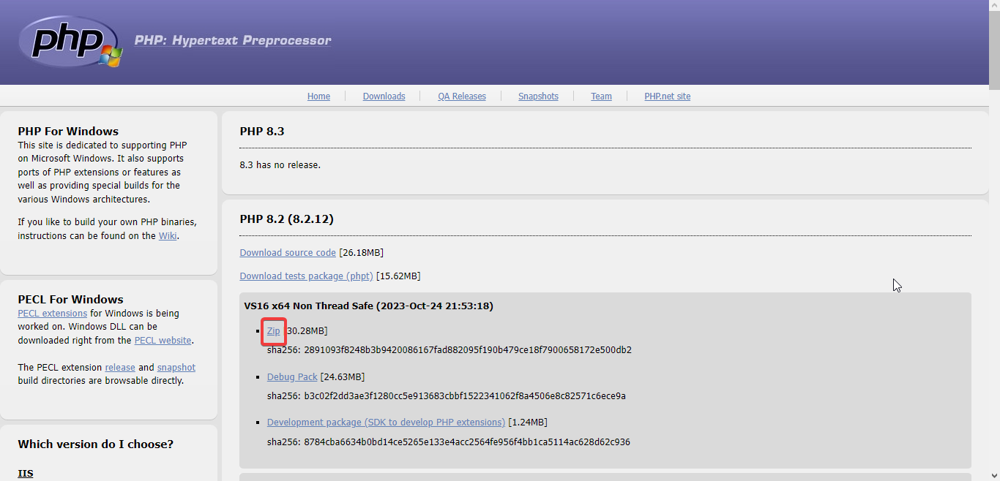 php
PHP: Hypertext Preprocessor
Home
Downloads
QA Releases
Snapshots
Team
PHP.net site
PHP For Windows
This site is dedicated to supporting PHP
on Microsoft Windows. It also supports
ports of PHP extensions or features as
well as providing special builds for the
various Windows architectures.
If you like to build your own PHP binaries,
instructions can be found on the Wiki.
PECL For Windows
PECL extensions for Windows is being
worked on. Windows DLL can be
downloaded right from the PECL website.
The PECL extension release and snapshot
build directories are browsable directly.
Which version do I choose?
IIS
PHP 8.3
8.3 has no release.
PHP 8.2 (8.2.12)
Download source code [26.18MB]
Download tests package (phpt) [15.62MB]
VS16 x64 Non Thread Safe (2023-Oct-24 21:53:18)
Zip [30.28MB]
sha256: 2891093f8248b3b9420086167fad882095f190b479ce18f7900658172e500db2
Debug Pack [24.63MB]
sha256: b3c02f2dd3ae3f1280cc5e913683cbbf1522341062f8a4506e8c82571c6ece9a
Development package (SDK to develop PHP extensions) [1.24MB]
sha256: 8784cba6634b0bd14ce5265e133e4acc2564fe956f4bb1ca5114ac628d62c936